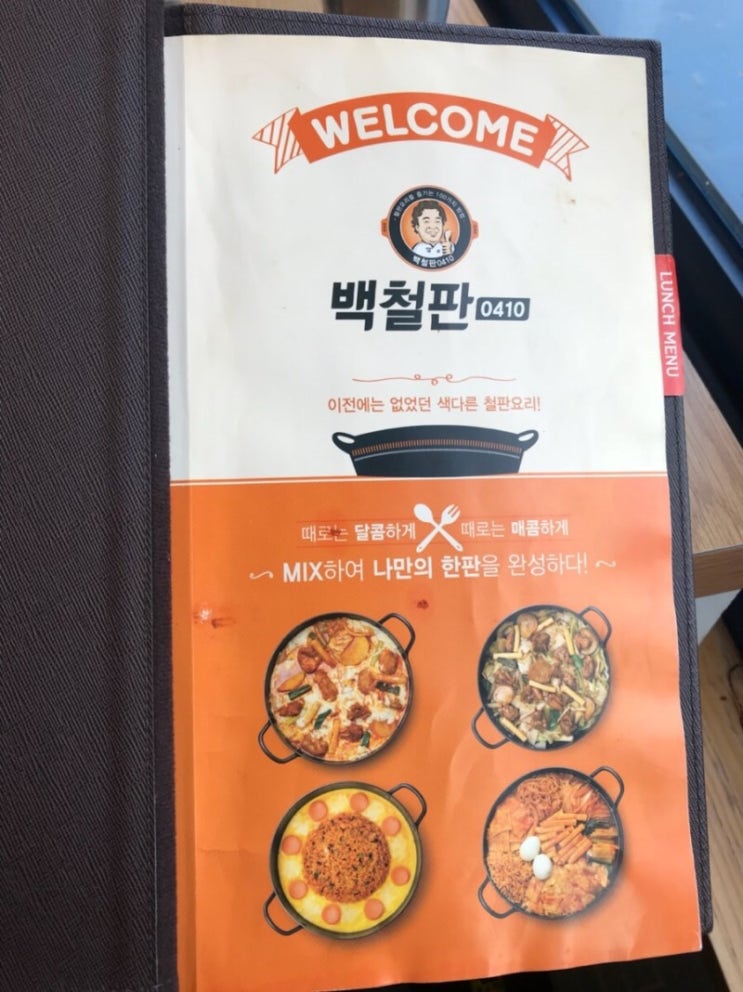 WELCOME
백철판0410
백철판 0410
LUNCH MENU
이전에는 없었던 색다른 철판요리!
때로는 달콤하게 때로는 매콤하게
MIX하여 나만의 한판을 완성하다!